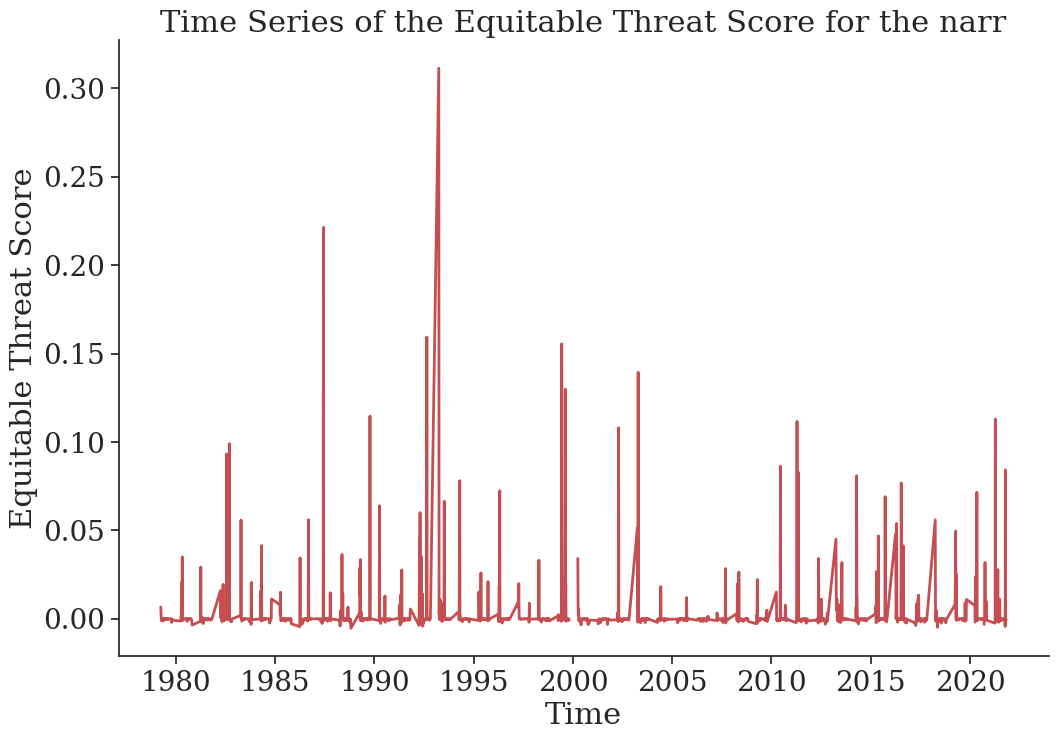 Time Series of the Equitable Threat Score for the narr
Equitable Threat Score
0.30
0.25
0.20
0.15
0.10
0.05
0.00
1980 1985 1990 1995 2000 2005 2010 2015 2020
Time